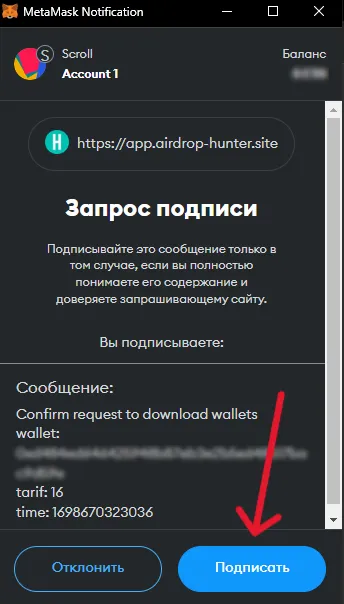 MetaMask Notification
Scroll
Баланс
S
Account 1
H
https://app.airdrop-hunter.site
Запрос подписи
Подписывайте это сообщение только в
том случае, если вы полностью
понимаете его содержание и
доверяете запрашивающему сайту.
Вы подписываете:
Сообщение:
Confirm request to download wallets
wallet:
tarif: 16
time: 1698670323036
Отклонить
Подписать